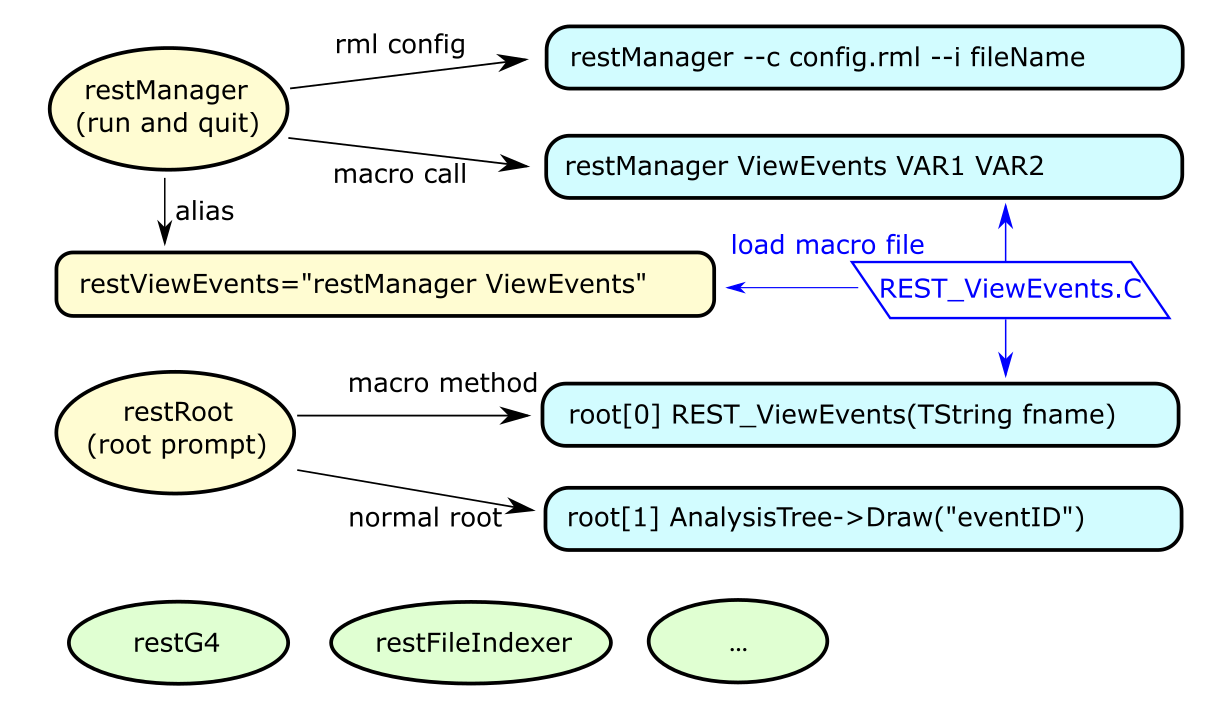 rml config
restManager --c config.rml --i fileName
restManager
(run and quit)
macro call
restManager ViewEvents VAR1 VAR2
alias
load macro file
restViewEvents="restManager ViewEvents"
REST_ViewEvents.C
macro method
restRoot
(root prompt)
root[0] REST_ViewEvents(TString fname)
normal root
root[1] AnalysisTree->Draw("eventID")
restG4
restFileIndexer
...